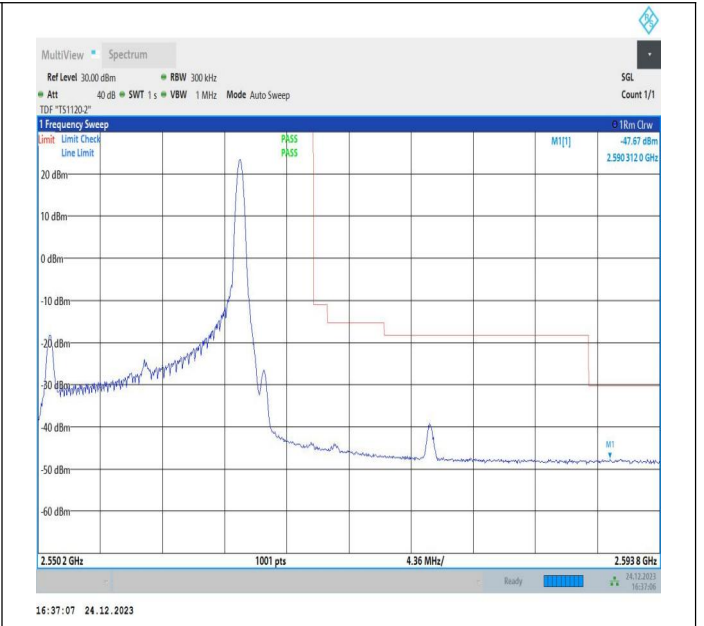 R S
MultiView Spectrum
Ref Level 30.00 dBm RBW 300 kHz SGL
Att 40 dB SWT 1 s VBW 1 MHz Mode Auto Sweep Count 1/1
TDF "TS1120-2"
1 Frequency Sweep 1Rm Clrw
Limit Limit Check PASS M1[1] -47.67 dBm
Line Limit PASS 2.590 312 0 GHz
20 dBm
10 dBm
0 dBm
-10 dBm
-20 dBm
-30 dBm
-40 dBm
M1
-50 dBm
-60 dBm
2.550 2 GHz 1001 pts 4.36 MHz/ 2.593 8 GHz
Ready 24.12.2023
16:37:06
16:37:07 24.12.2023